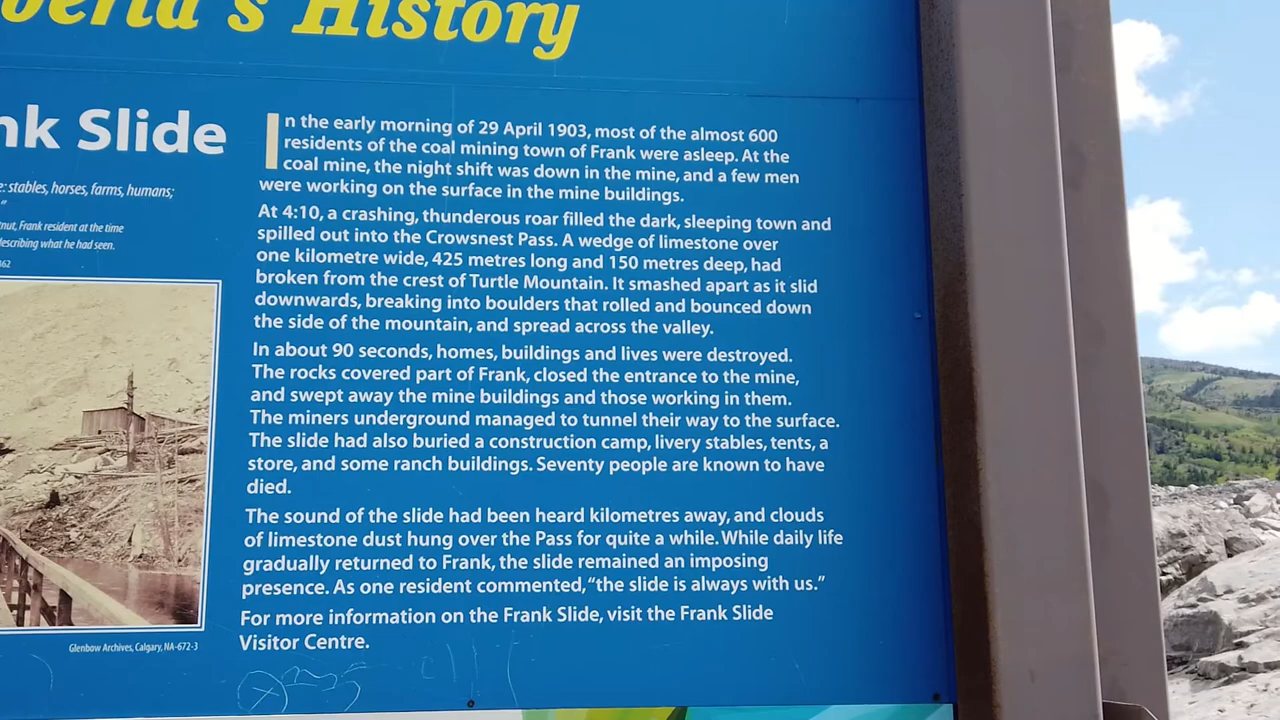 History
Slide
In the early morning of 29 April 1903, most of the almost 600
residents of the coal mining town of Frank were asleep. At the
coal mine, the night shift was down in the mine, and a few men
were working on the surface in the mine buildings.
At 4:10, a crashing, thunderous roar filled the dark, sleeping town and
spilled out into the Crowsnest Pass. A wedge of limestone over
one kilometre wide, 425 metres long and 150 metres deep, had
broken from the crest of Turtle Mountain. It smashed apart as it slid
downwards, breaking into boulders that rolled and bounced down
the side of the mountain, and spread across the valley.
In about 90 seconds, homes, buildings and lives were destroyed.
The rocks covered part of Frank, closed the entrance to the mine,
and swept away the mine buildings and those working in them.
The miners underground managed to tunnel their way to the surface.
The slide had also buried a construction camp, livery stables, tents, a
store, and some ranch buildings. Seventy people are known to have
died.
The sound of the slide had been heard kilometres away, and clouds
of limestone dust hung over the Pass for quite a while. While daily life
gradually returned to Frank, the slide remained an imposing
presence. As one resident commented, “the slide is always with us.”
For more information on the Frank Slide, visit the Frank Slide
Visitor Centre.
: stables, horses, farms, humans;
”
Frank resident at the time
describing what he had seen.
Glenbow Archives, Calgary, NA-672-3